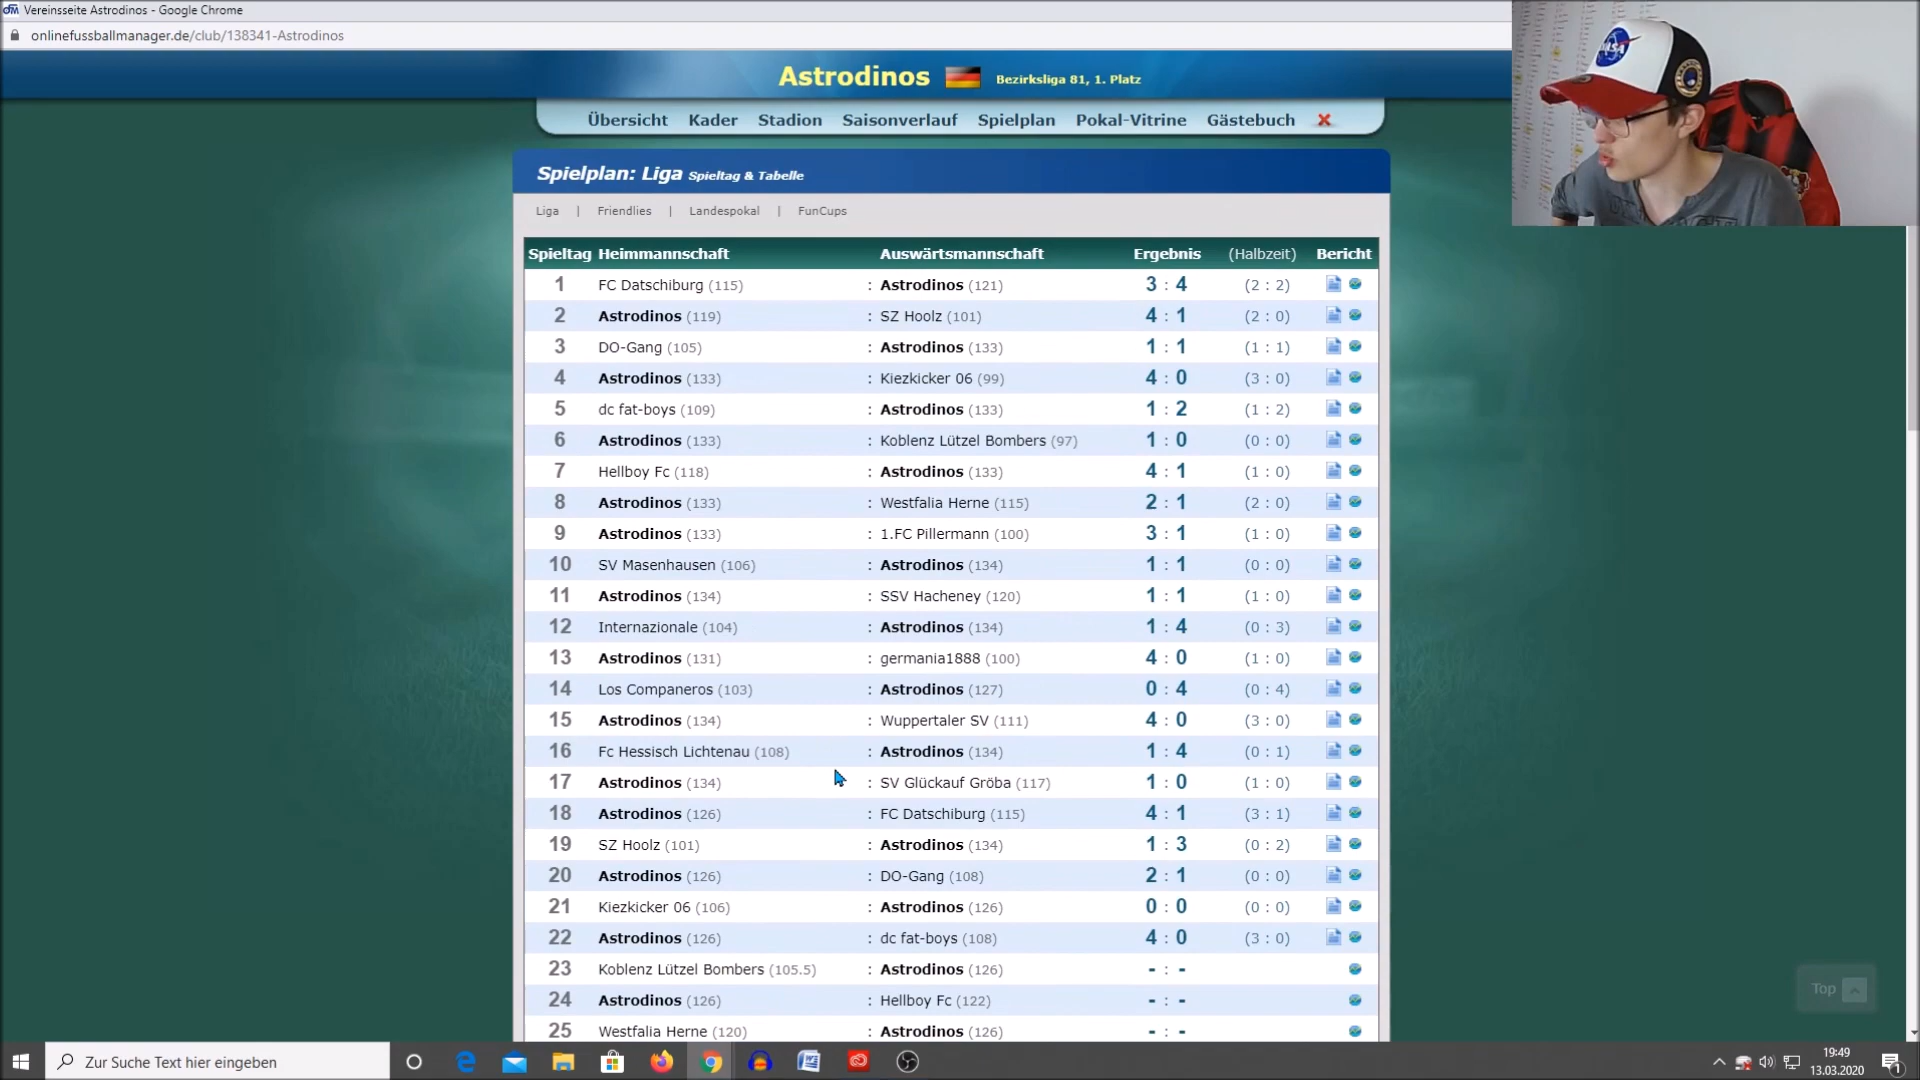 Vereinsseite Astrodinos - Google Chrome
onlinefussballmanager.de/club/138341-Astrodinos
NASA
Astrodinos Bezirksliga 81, 1. Platz
Übersicht Kader Stadion Saisonverlauf Spielplan Pokal-Vitrine Gästebuch
Spielplan: Liga Spieltag & Tabelle
Liga | Friendlies | Landespokal | FunCups
Spieltag Heimmannschaft Auswärtsmannschaft Ergebnis (Halbzeit) Bericht
1 FC Datschiburg (115) : Astrodinos (121) 3 : 4 (2 : 2)
2 Astrodinos (119) : SZ Hoolz (101) 4 : 1 (2 : 0)
3 DO-Gang (105) : Astrodinos (133) 1 : 1 (1 : 1)
4 Astrodinos (133) : Kiezkicker 06 (99) 4 : 0 (3 : 0)
5 dc fat-boys (109) : Astrodinos (133) 1 : 2 (1 : 2)
6 Astrodinos (133) : Koblenz Lützel Bombers (97) 1 : 0 (0 : 0)
7 Hellboy Fc (118) : Astrodinos (133) 4 : 1 (1 : 0)
8 Astrodinos (133) : Westfalia Herne (115) 2 : 1 (2 : 0)
9 Astrodinos (133) : 1.FC Pillermann (100) 3 : 1 (1 : 0)
10 SV Masenhausen (106) : Astrodinos (134) 1 : 1 (0 : 0)
11 Astrodinos (134) : SSV Hacheney (120) 1 : 1 (1 : 0)
12 Internazionale (104) : Astrodinos (134) 1 : 4 (0 : 3)
13 Astrodinos (131) : germania1888 (100) 4 : 0 (1 : 0)
14 Los Companeros (103) : Astrodinos (127) 0 : 4 (0 : 4)
15 Astrodinos (134) : Wuppertaler SV (111) 4 : 0 (3 : 0)
16 Fc Hessisch Lichtenau (108) : Astrodinos (134) 1 : 4 (0 : 1)
17 Astrodinos (134) : SV Glückauf Gröba (117) 1 : 0 (1 : 0)
18 Astrodinos (126) : FC Datschiburg (115) 4 : 1 (3 : 1)
19 SZ Hoolz (101) : Astrodinos (134) 1 : 3 (0 : 2)
20 Astrodinos (126) : DO-Gang (108) 2 : 1 (0 : 0)
21 Kiezkicker 06 (106) : Astrodinos (126) 0 : 0 (0 : 0)
22 Astrodinos (126) : dc fat-boys (108) 4 : 0 (3 : 0)
23 Koblenz Lützel Bombers (105.5) : Astrodinos (126) - : -
24 Astrodinos (126) : Hellboy Fc (122) - : -
25 Westfalia Herne (120) : Astrodinos (126) - : -
Top
Zur Suche Text hier eingeben
19:49
13.03.2020
1